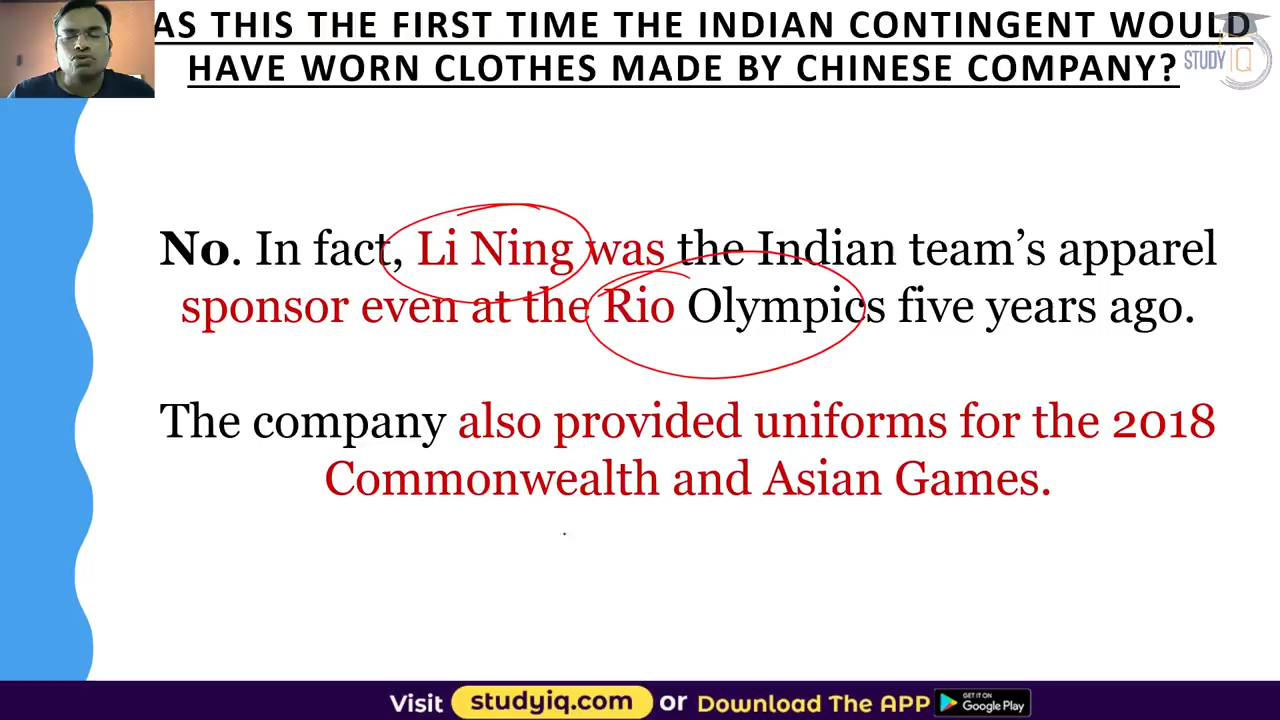 AS THIS THE FIRST TIME THE INDIAN CONTINGENT WOULD
HAVE WORN CLOTHES MADE BY CHINESE COMPANY?
STUDY IQ
No. In fact, Li Ning was the Indian team’s apparel
sponsor even at the Rio Olympics five years ago.
The company also provided uniforms for the 2018
Commonwealth and Asian Games.
Visit studyiq.com or Download The APP GET IT ON Google Play